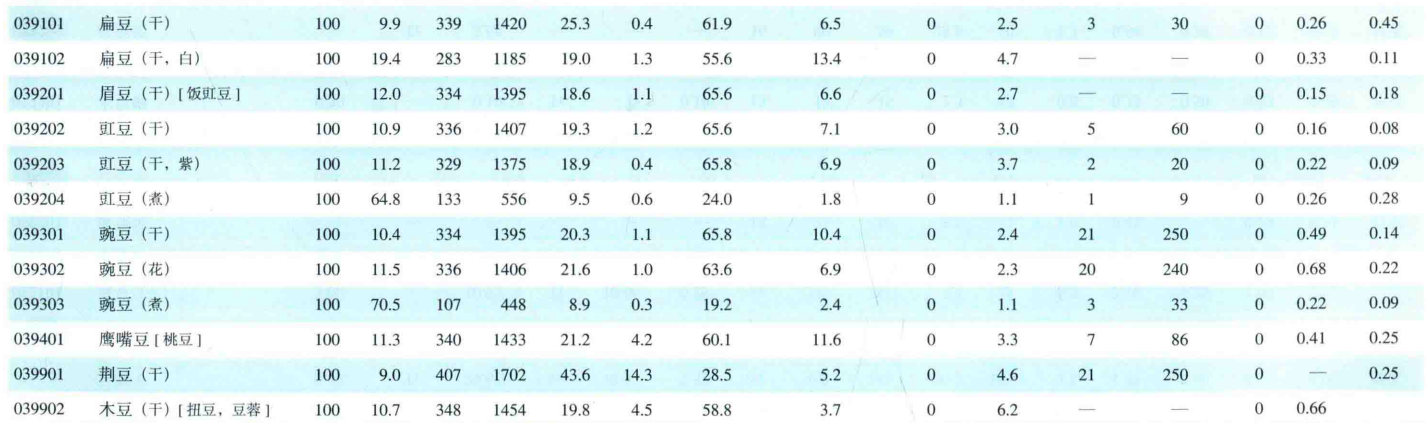 039101 扁豆（干） 100 9.9 339 1420 25.3 0.4 61.9 6.5 0 2.5 3 30 0 0.26 0.45
039102 扁豆（干，白） 100 19.4 283 1185 19.0 1.3 55.6 13.4 0 4.7 — — 0 0.33 0.11
039201 眉豆（干）[饭豇豆] 100 12.0 334 1395 18.6 1.1 65.6 6.6 0 2.7 — — 0 0.15 0.18
039202 豇豆（干） 100 10.9 336 1407 19.3 1.2 65.6 7.1 0 3.0 5 60 0 0.16 0.08
039203 豇豆（干，紫） 100 11.2 329 1375 18.9 0.4 65.8 6.9 0 3.7 2 20 0 0.22 0.09
039204 豇豆（煮） 100 64.8 133 556 9.5 0.6 24.0 1.8 0 1.1 1 9 0 0.26 0.28
039301 豌豆（干） 100 10.4 334 1395 20.3 1.1 65.8 10.4 0 2.4 21 250 0 0.49 0.14
039302 豌豆（花） 100 11.5 336 1406 21.6 1.0 63.6 6.9 0 2.3 20 240 0 0.68 0.22
039303 豌豆（煮） 100 70.5 107 448 8.9 0.3 19.2 2.4 0 1.1 3 33 0 0.22 0.09
039401 鹰嘴豆[桃豆] 100 11.3 340 1433 21.2 4.2 60.1 11.6 0 3.3 7 86 0 0.41 0.25
039901 荆豆（干） 100 9.0 407 1702 43.6 14.3 28.5 5.2 0 4.6 21 250 0 — 0.25
039902 木豆（干）[扭豆，豆蓉] 100 10.7 348 1454 19.8 4.5 58.8 3.7 0 6.2 — — 0 0.66